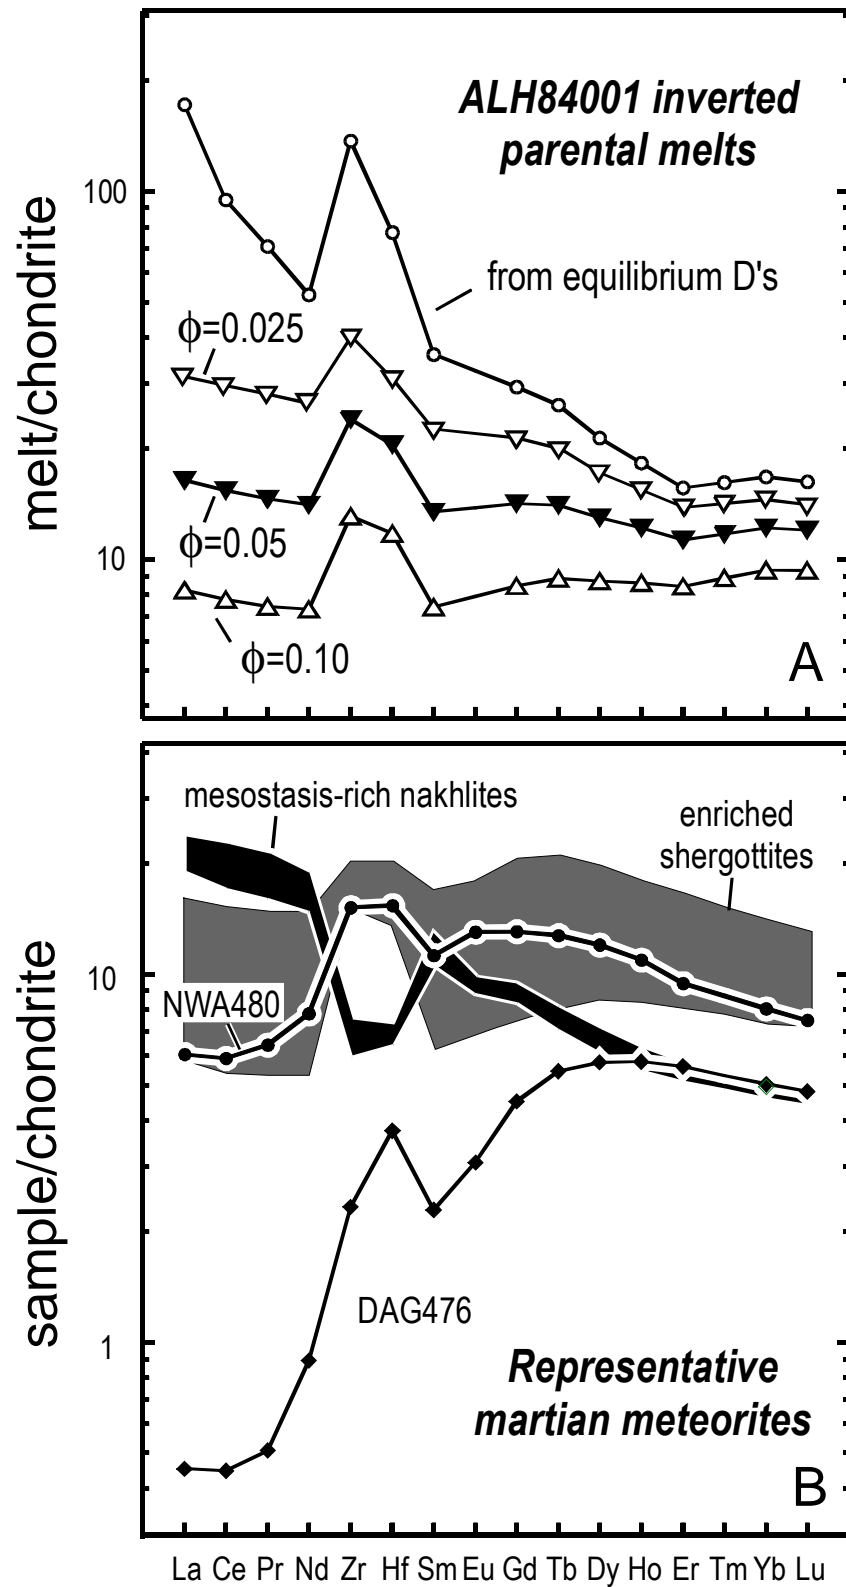 ALH84001 inverted
parental melts
melt/chondrite
100
10
from equilibrium D's
ϕ=0.025
ϕ=0.05
ϕ=0.10
A
sample/chondrite
10
1
mesostasis-rich nakhlites
enriched
shergottites
NWA480
DAG476
Representative
martian meteorites
B
La Ce Pr Nd Zr Hf Sm Eu Gd Tb Dy Ho Er Tm Yb Lu